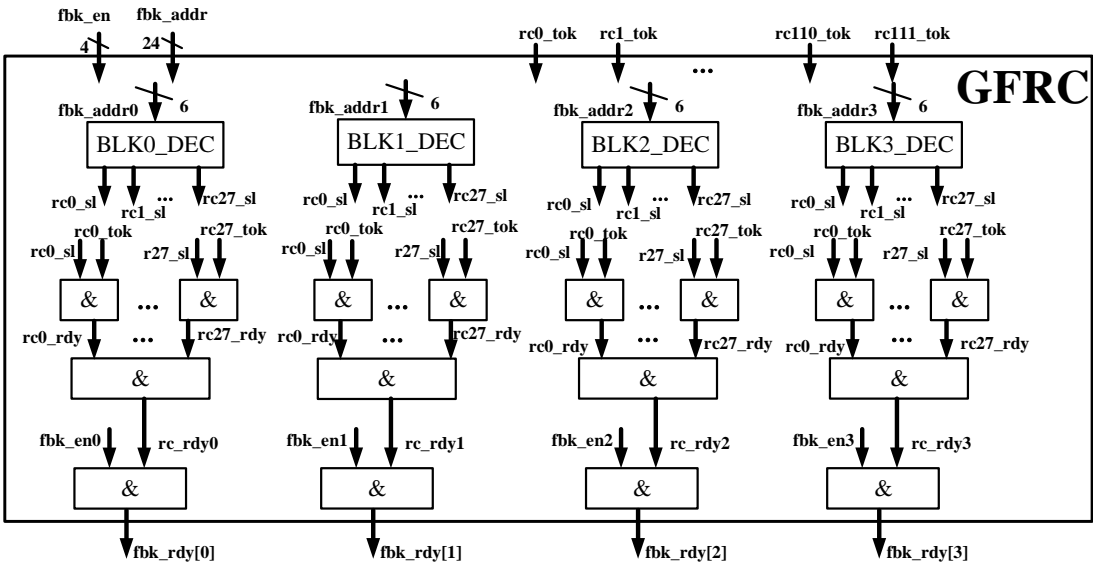 fbk_en
fbk_addr
4
24
rc0_tok
rc1_tok
...
rc110_tok
rc111_tok
GFRC
fbk_addr0
6
fbk_addr1
6
fbk_addr2
6
fbk_addr3
6
BLK0_DEC
BLK1_DEC
BLK2_DEC
BLK3_DEC
rc0_sl
rc1_sl
...
rc27_sl
rc0_sl
rc1_sl
...
rc27_sl
rc0_sl
rc1_sl
...
rc27_sl
rc0_sl
rc1_sl
...
rc27_sl
rc0_sl
rc0_tok
r27_sl
rc27_tok
rc0_sl
rc0_tok
r27_sl
rc27_tok
rc0_sl
rc0_tok
r27_sl
rc27_tok
rc0_sl
rc0_tok
r27_sl
rc27_tok
& ... &
& ... &
& ... &
& ... &
rc0_rdy ... rc27_rdy
rc0_rdy ... rc27_rdy
rc0_rdy ... rc27_rdy
rc0_rdy ... rc27_rdy
&
&
&
&
fbk_en0
rc_rdy0
fbk_en1
rc_rdy1
fbk_en2
rc_rdy2
fbk_en3
rc_rdy3
&
&
&
&
fbk_rdy[0]
fbk_rdy[1]
fbk_rdy[2]
fbk_rdy[3]